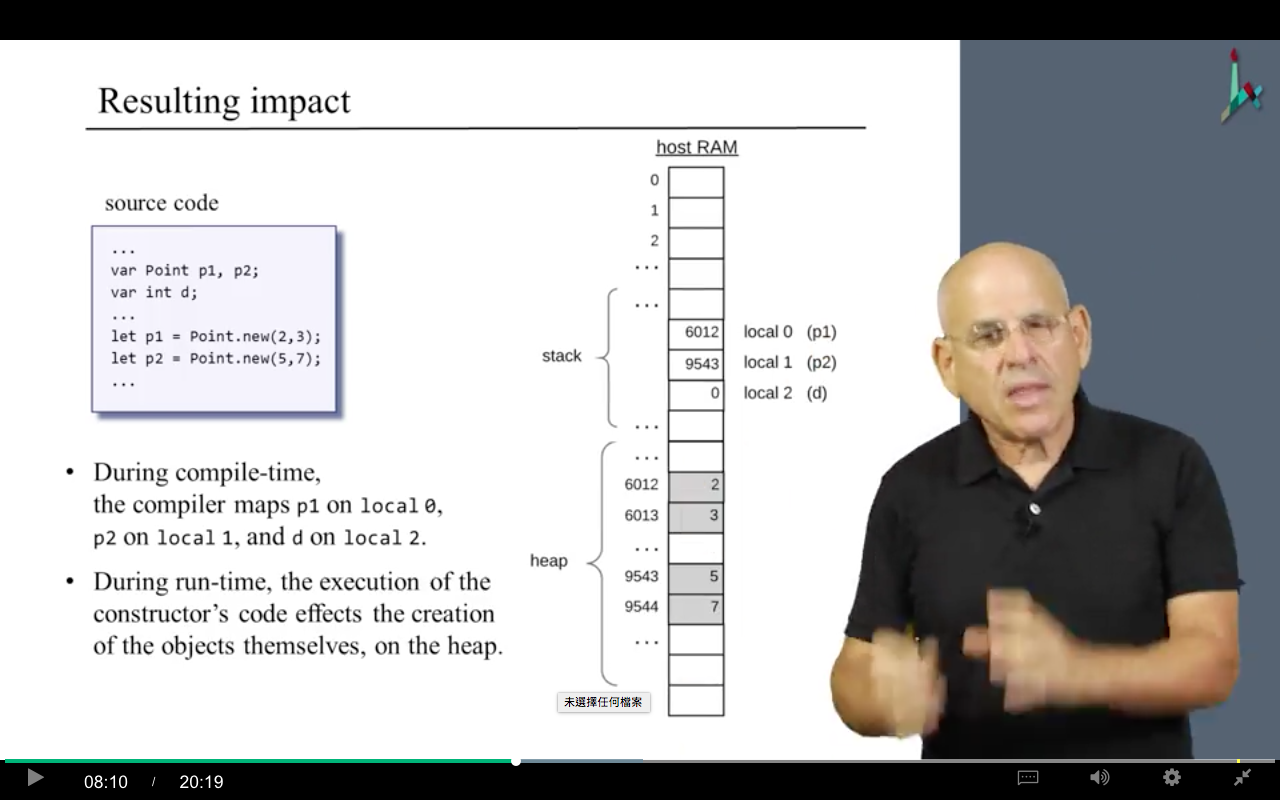 Resulting impact
source code
...
var Point p1, p2;
var int d;
...
let p1 = Point.new(2,3);
let p2 = Point.new(5,7);
...
• During compile-time,
the compiler maps p1 on local 0,
p2 on local 1, and d on local 2.
• During run-time, the execution of the
constructor's code effects the creation
of the objects themselves, on the heap.
host RAM
0
1
2
...
...
stack
6012 local 0 (p1)
9543 local 1 (p2)
0 local 2 (d)
...
...
heap
6012 2
6013 3
...
9543 5
9544 7
...
未選擇任何檔案
08:10 / 20:19